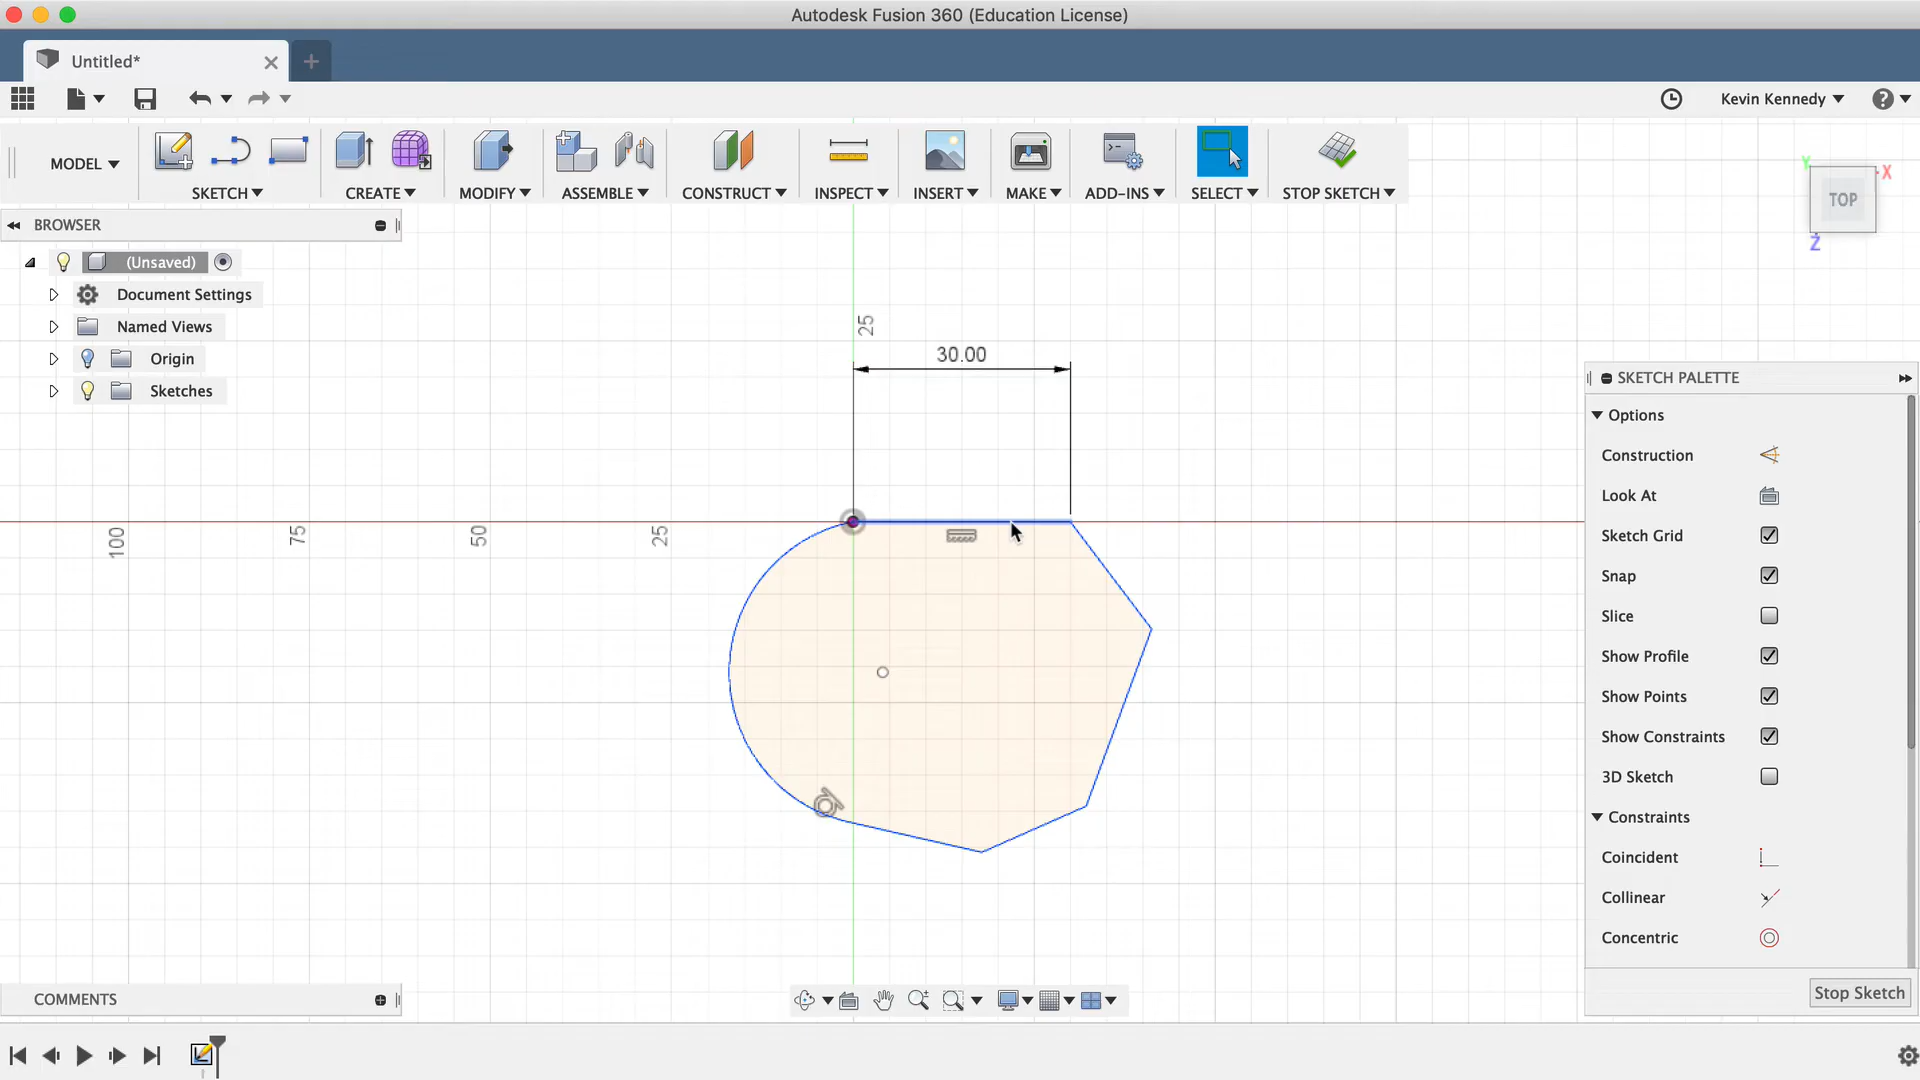 Autodesk Fusion 360 (Education License)
Untitled*
Kevin Kennedy
MODEL
SKETCH
CREATE
MODIFY
ASSEMBLE
CONSTRUCT
INSPECT
INSERT
MAKE
ADD-INS
SELECT
STOP SKETCH
Y
X
TOP
Z
BROWSER
(Unsaved)
Document Settings
Named Views
Origin
Sketches
25
30.00
100
75
50
25
SKETCH PALETTE
Options
Construction
Look At
Sketch Grid
Snap
Slice
Show Profile
Show Points
Show Constraints
3D Sketch
Constraints
Coincident
Collinear
Concentric
Stop Sketch
COMMENTS